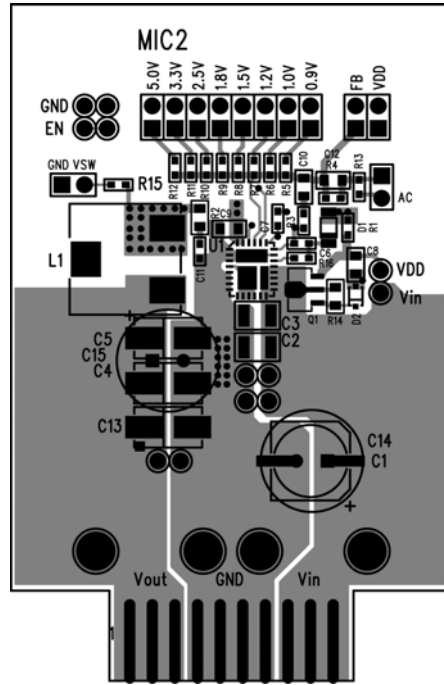 MIC2
5.0V 3.3V 2.5V 1.8V 1.5V 1.2V 1.0V 0.9V FB VDD
GND
EN
GND VSW R15
R12 R11 R10 R9 R8 R7 R6 R5 C10 C12 R4 R13
AC
L1
R2 C9 U1 C7 R3 D1 R1
C11 C6 R16 C8
VDD
Vin
C3
C2
Q1 R14 D2
C5
C15
C4
C13
C14
C1
+
+
Vout GND Vin
1